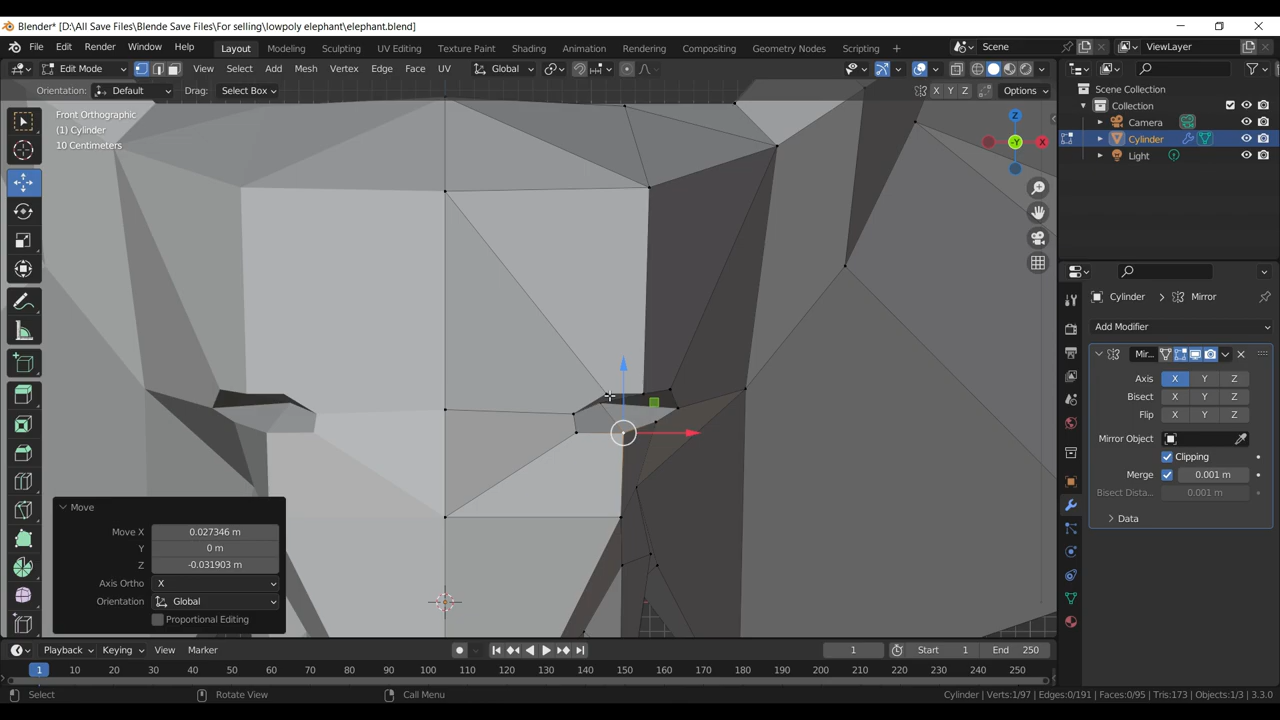 Blender* [D:\All Save Files\Blende Save Files\For selling\lowpoly elephant\elephant.blend]
File Edit Render Window Help Layout Modeling Sculpting UV Editing Texture Paint Shading Animation Rendering Compositing Geometry Nodes Scripting + Scene ViewLayer
Edit Mode View Select Add Mesh Vertex Edge Face UV Global
Orientation: Default Drag: Select Box X Y Z Options
Scene Collection
Collection
Camera
Cylinder
Light
Front Orthographic
(1) Cylinder
10 Centimeters
Z
-Y
X
Cylinder > Mirror
Add Modifier
Mir...
Axis X Y Z
Bisect X Y Z
Flip X Y Z
Mirror Object
Clipping
Merge 0.001 m
Bisect Dista... 0.001 m
Data
Move
Move X 0.027346 m
Y 0 m
Z -0.031903 m
Axis Ortho X
Orientation Global
Proportional Editing
Playback Keying View Marker 1 Start 1 End 250
1 10 20 30 40 50 60 70 80 90 100 110 120 130 140 150 160 170 180 190 200 210 220 230 240 250
Select Rotate View Call Menu Cylinder | Verts:1/97 | Edges:0/191 | Faces:0/95 | Tris:173 | Objects:1/3 | 3.3.0